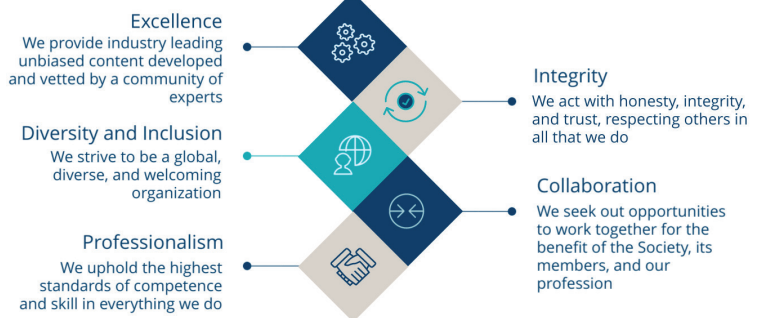 Excellence
We provide industry leading
unbiased content developed
and vetted by a community of
experts
Integrity
We act with honesty, integrity,
and trust, respecting others in
all that we do
Diversity and Inclusion
We strive to be a global,
diverse, and welcoming
organization
Collaboration
We seek out opportunities
to work together for the
benefit of the Society, its
members, and our
profession
Professionalism
We uphold the highest
standards of competence
and skill in everything we do